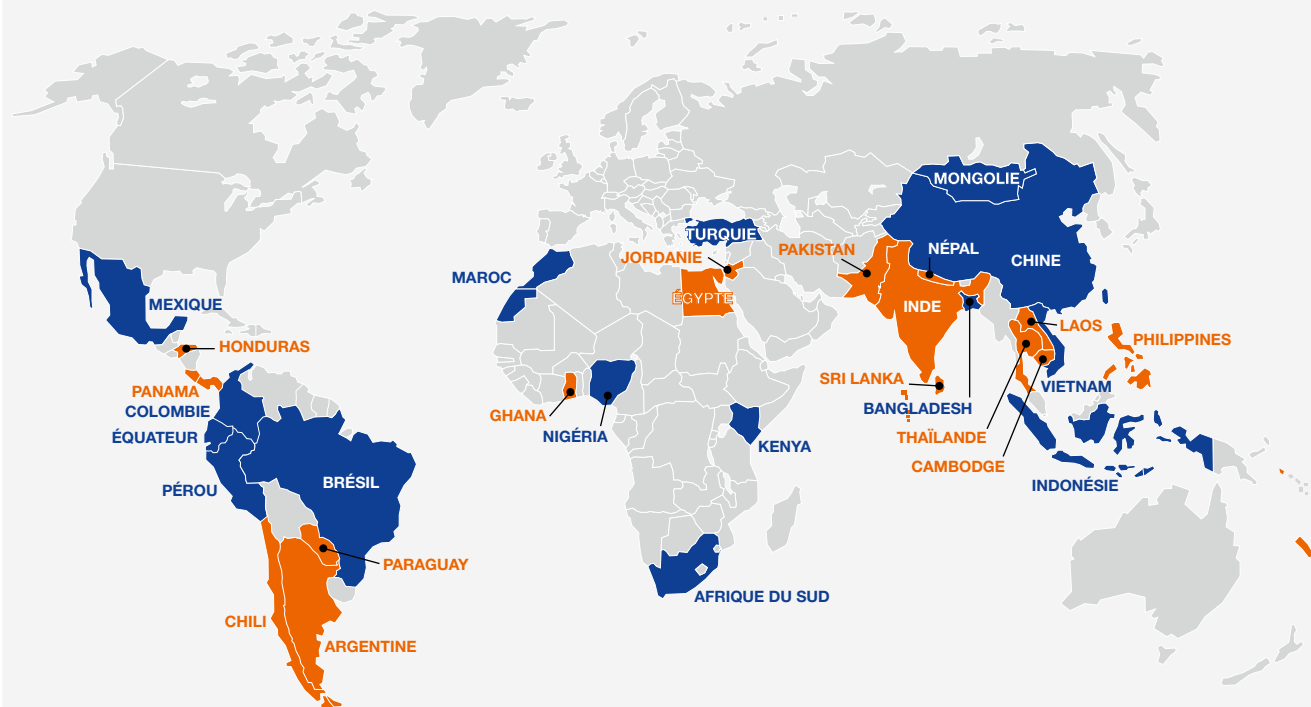 MONGOLIE
TURQUIE
NÉPAL
PAKISTAN
JORDANIE
CHINE
MAROC
ÉGYPTE
MEXIQUE
INDE
LAOS
PHILIPPINES
HONDURAS
SRI LANKA
VIETNAM
PANAMA
BANGLADESH
COLOMBIE
GHANA
NIGÉRIA
THAÏLANDE
ÉQUATEUR
KENYA
CAMBODGE
BRÉSIL
INDONÉSIE
PÉROU
PARAGUAY
AFRIQUE DU SUD
CHILI
ARGENTINE